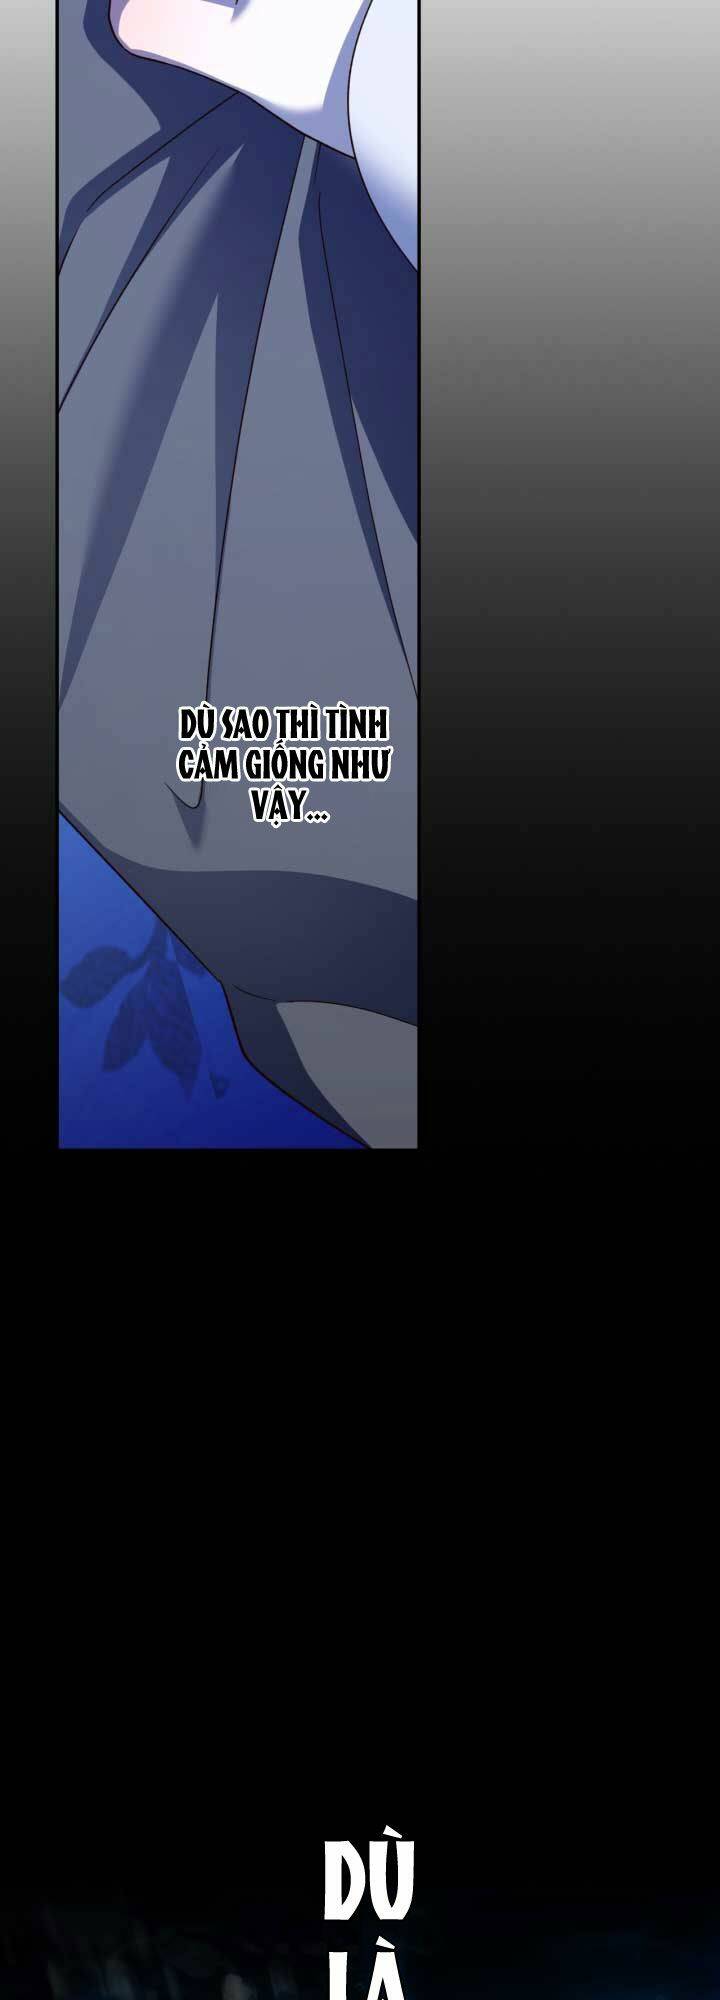 DÙ SAO THÌ TÌNH
CẢM GIỐNG NHƯ
VẬY...
DÙ
LÀ